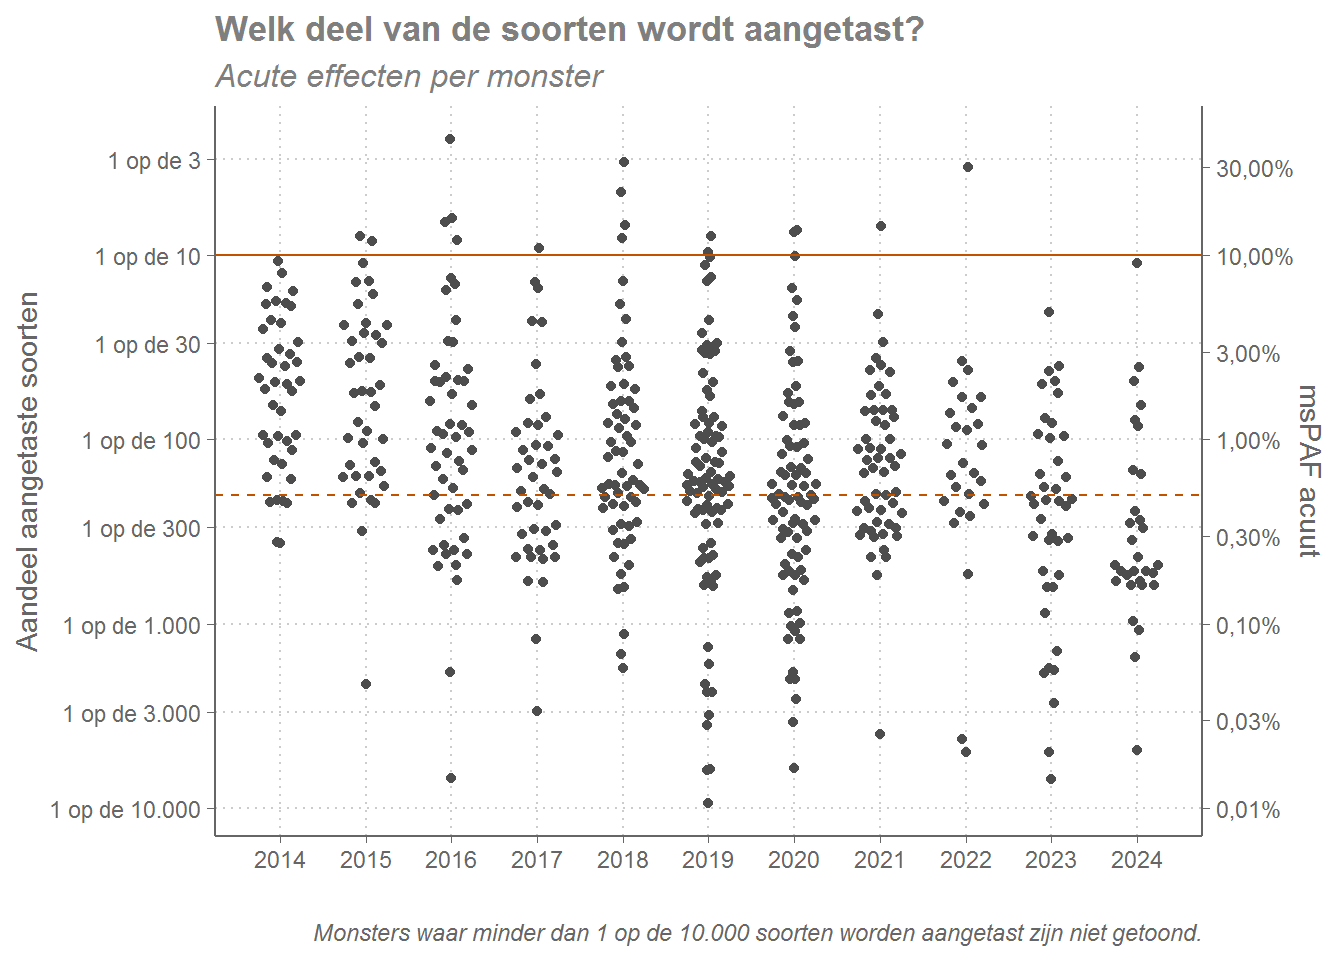 Welk deel van de soorten wordt aangetast?
Acute effecten per monster
Aandeel aangetaste soorten
1 op de 3
1 op de 10
1 op de 30
1 op de 100
1 op de 300
1 op de 1.000
1 op de 3.000
1 op de 10.000
30,00%
10,00%
3,00%
1,00%
0,30%
0,10%
0,03%
0,01%
msPAF acuut
2014 2015 2016 2017 2018 2019 2020 2021 2022 2023 2024
Monsters waar minder dan 1 op de 10.000 soorten worden aangetast zijn niet getoond.